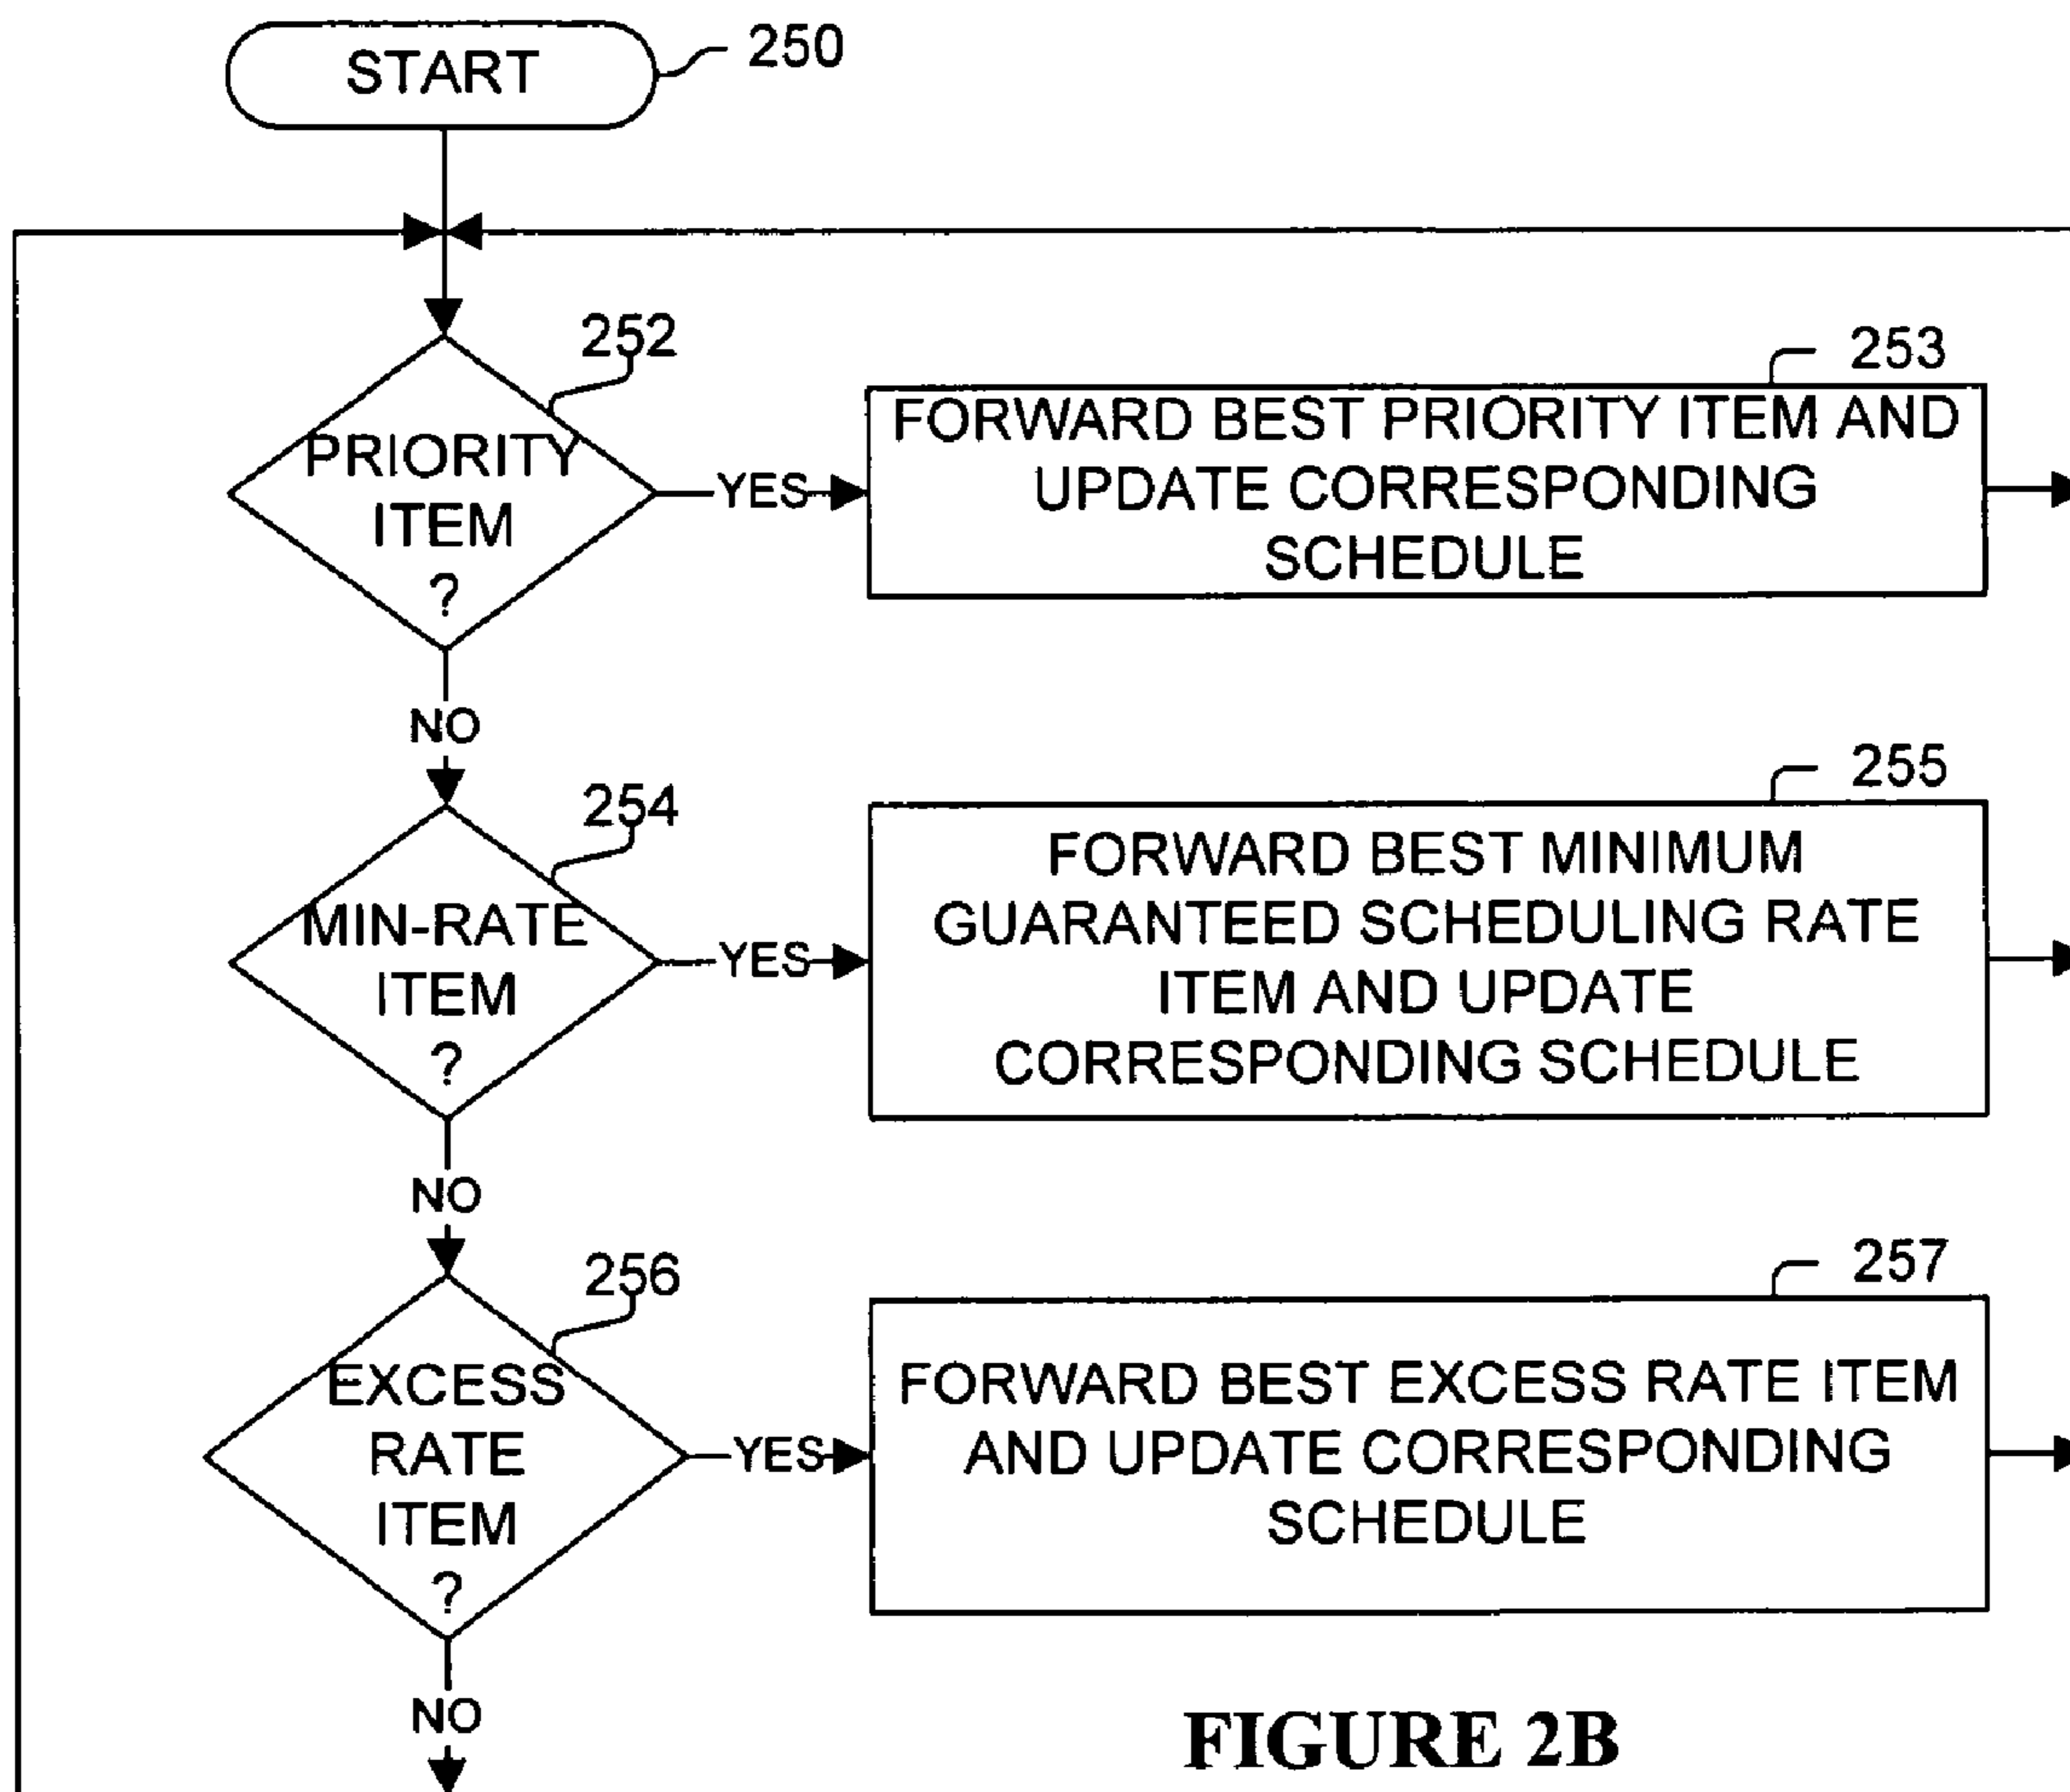 START
250
252
PRIORITY
ITEM
?
YES
253
FORWARD BEST PRIORITY ITEM AND
UPDATE CORRESPONDING
SCHEDULE
NO
254
MIN-RATE
ITEM
?
YES
255
FORWARD BEST MINIMUM
GUARANTEED SCHEDULING RATE
ITEM AND UPDATE
CORRESPONDING SCHEDULE
NO
256
EXCESS
RATE
ITEM
?
YES
257
FORWARD BEST EXCESS RATE ITEM
AND UPDATE CORRESPONDING
SCHEDULE
NO
FIGURE 2B